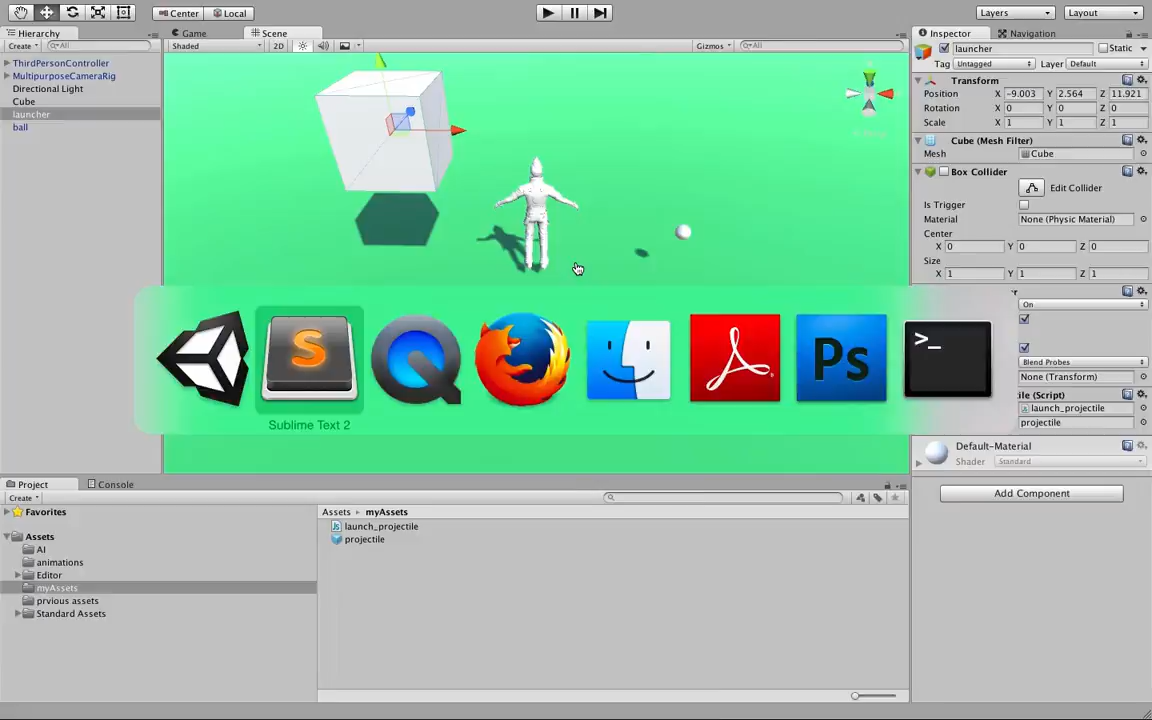 Center
Local
Layers
Layout
Hierarchy
Create
All
ThirdPersonController
MultipurposeCameraRig
Directional Light
Cube
launcher
ball
Game
Scene
Shaded
2D
Gizmos
All
Inspector
Navigation
launcher
Static
Tag Untagged
Layer Default
Transform
Position X -9.003 Y 2.564 Z 11.921
Rotation X 0 Y 0 Z 0
Scale X 1 Y 1 Z 1
Cube (Mesh Filter)
Mesh Cube
Box Collider
Edit Collider
Is Trigger
Material None (Physic Material)
Center
X 0 Y 0 Z 0
Size
X 1 Y 1 Z 1
On
Blend Probes
None (Transform)
tile (Script)
launch_projectile
projectile
Default-Material
Shader Standard
Add Component
S
Ps
>_
Sublime Text 2
Project
Console
Create
Favorites
Assets
AI
animations
Editor
myAssets
prvious assets
Standard Assets
Assets myAssets
launch_projectile
projectile